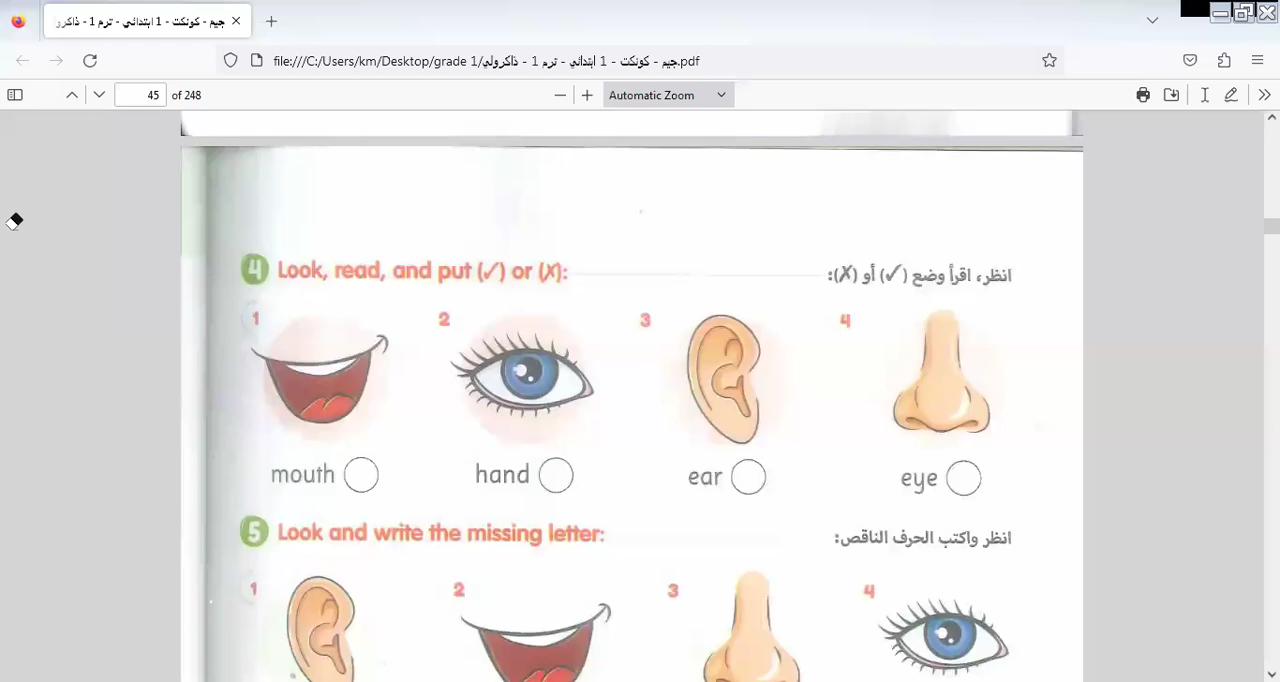 جيم - كونكت - 1 ابتدائي - ترم 1 - ذاكرو
file:///C:/Users/km/Desktop/grade 1/جيم - كونكت - 1 ابتدائي - ترم 1 - ذاكرولي.pdf
45 of 248
Automatic Zoom
4 Look, read, and put (✓) or (✗):
انظر، اقرأ وضع (✓) أو (✗):
1 2 3 4
mouth hand ear eye
5 Look and write the missing letter:
انظر واكتب الحرف الناقص:
1 2 3 4